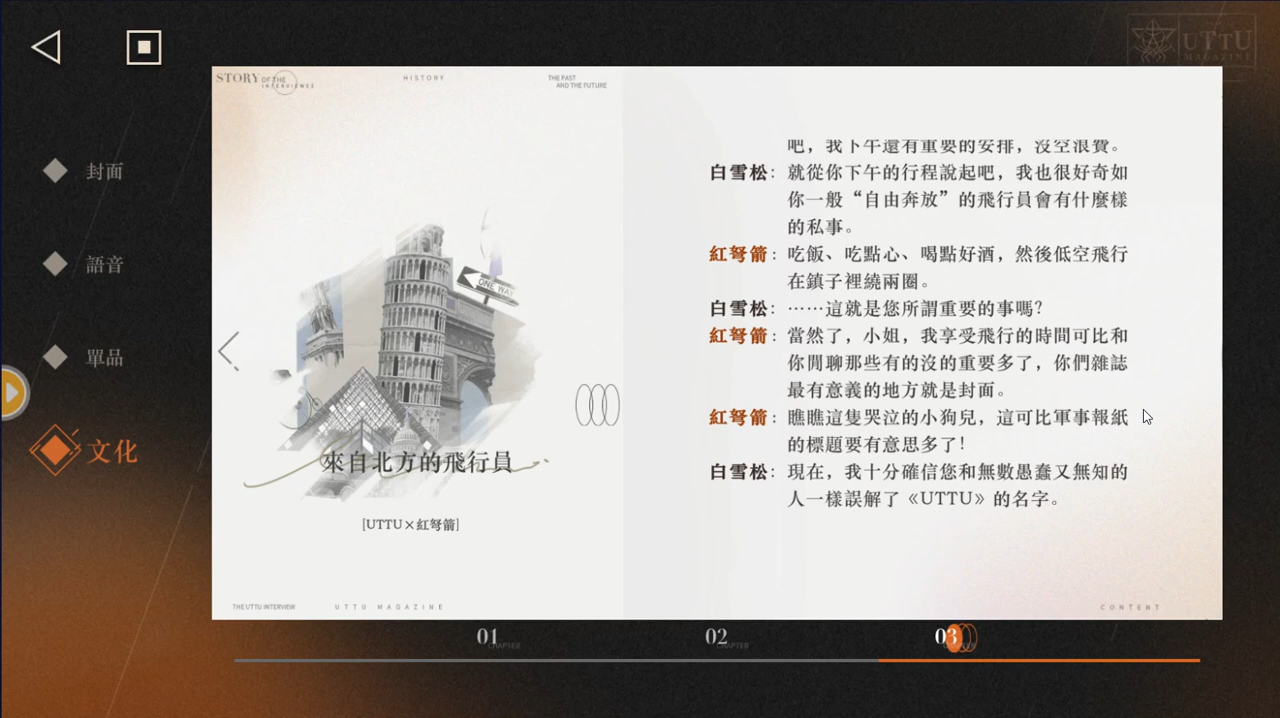 UTTU
MAGAZINE
封面
語音
單品
文化
STORY OF THE
INTERVIEWEE
HISTORY
THE PAST
AND THE FUTURE
ONE WAY
來自北方的飛行員
[UTTU×紅弩箭]
THE UTTU INTERVIEW
UTTU MAGAZINE
吧，我下午還有重要的安排，沒空浪費。
白雪松：就從你下午的行程說起吧，我也很好奇如
你一般“自由奔放”的飛行員會有什麼樣
的私事。
紅弩箭：吃飯、吃點心、喝點好酒，然後低空飛行
在鎮子裡繞兩圈。
白雪松：……這就是您所謂重要的事嗎？
紅弩箭：當然了，小姐，我享受飛行的時間可比和
你閒聊那些有的沒的重要多了，你們雜誌
最有意義的地方就是封面。
紅弩箭：瞧瞧這隻哭泣的小狗兒，這可比軍事報紙
的標題要有意思多了！
白雪松：現在，我十分確信您和無數愚蠢又無知的
人一樣誤解了《UTTU》的名字。
CONTENT
01
CHAPTER
02
CHAPTER
03